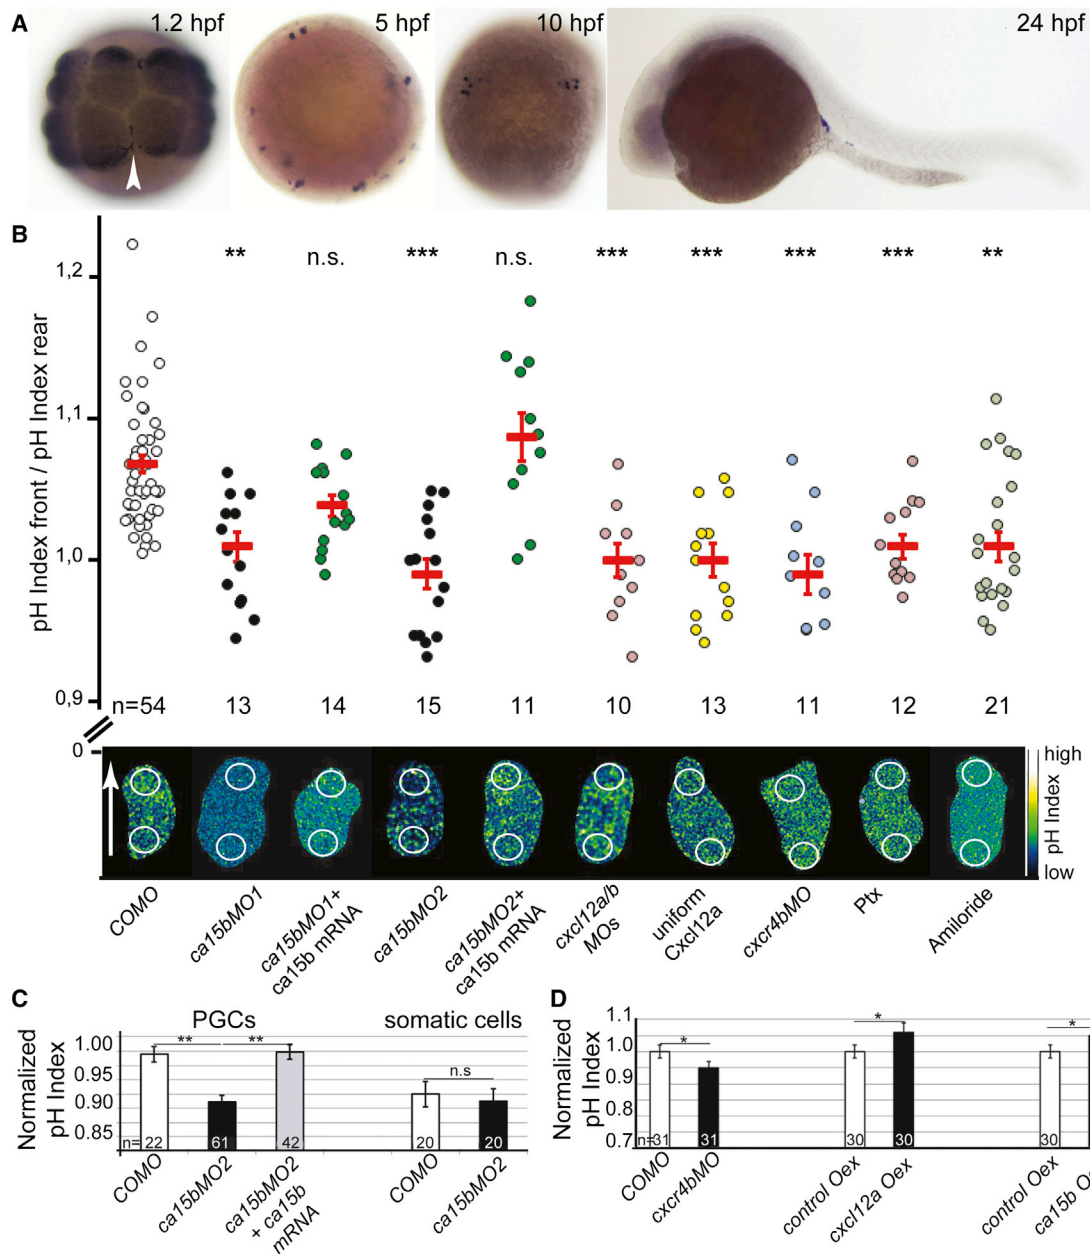 A
1.2 hpf
5 hpf
10 hpf
24 hpf
B
pH Index front / pH Index rear
1,2
1,10
1,0
0,9
0
**
n.s.
***
n.s.
***
***
***
***
**
n=54
13
14
15
11
10
13
11
12
21
high
pH Index
low
COMO
ca15bMO1
ca15bMO1+
ca15b mRNA
ca15bMO2
ca15bMO2+
ca15b mRNA
cxcl12a/b
MOs
uniform
Cxcl12a
cxcr4bMO
Ptx
Amiloride
C
PGCs
somatic cells
Normalized
pH Index
1.00
0.95
0.90
0.85
**
**
n.s
n=22
61
42
20
20
COMO
ca15bMO2
ca15bMO2
+ ca15b
mRNA
COMO
ca15bMO2
D
Normalized
pH Index
1.1
1.0
0.9
0.8
0.7
*
*
*
n=31
31
30
30
30
COMO
cxcr4bMO
control Oex
cxcl12a Oex
control Oex
ca15b O